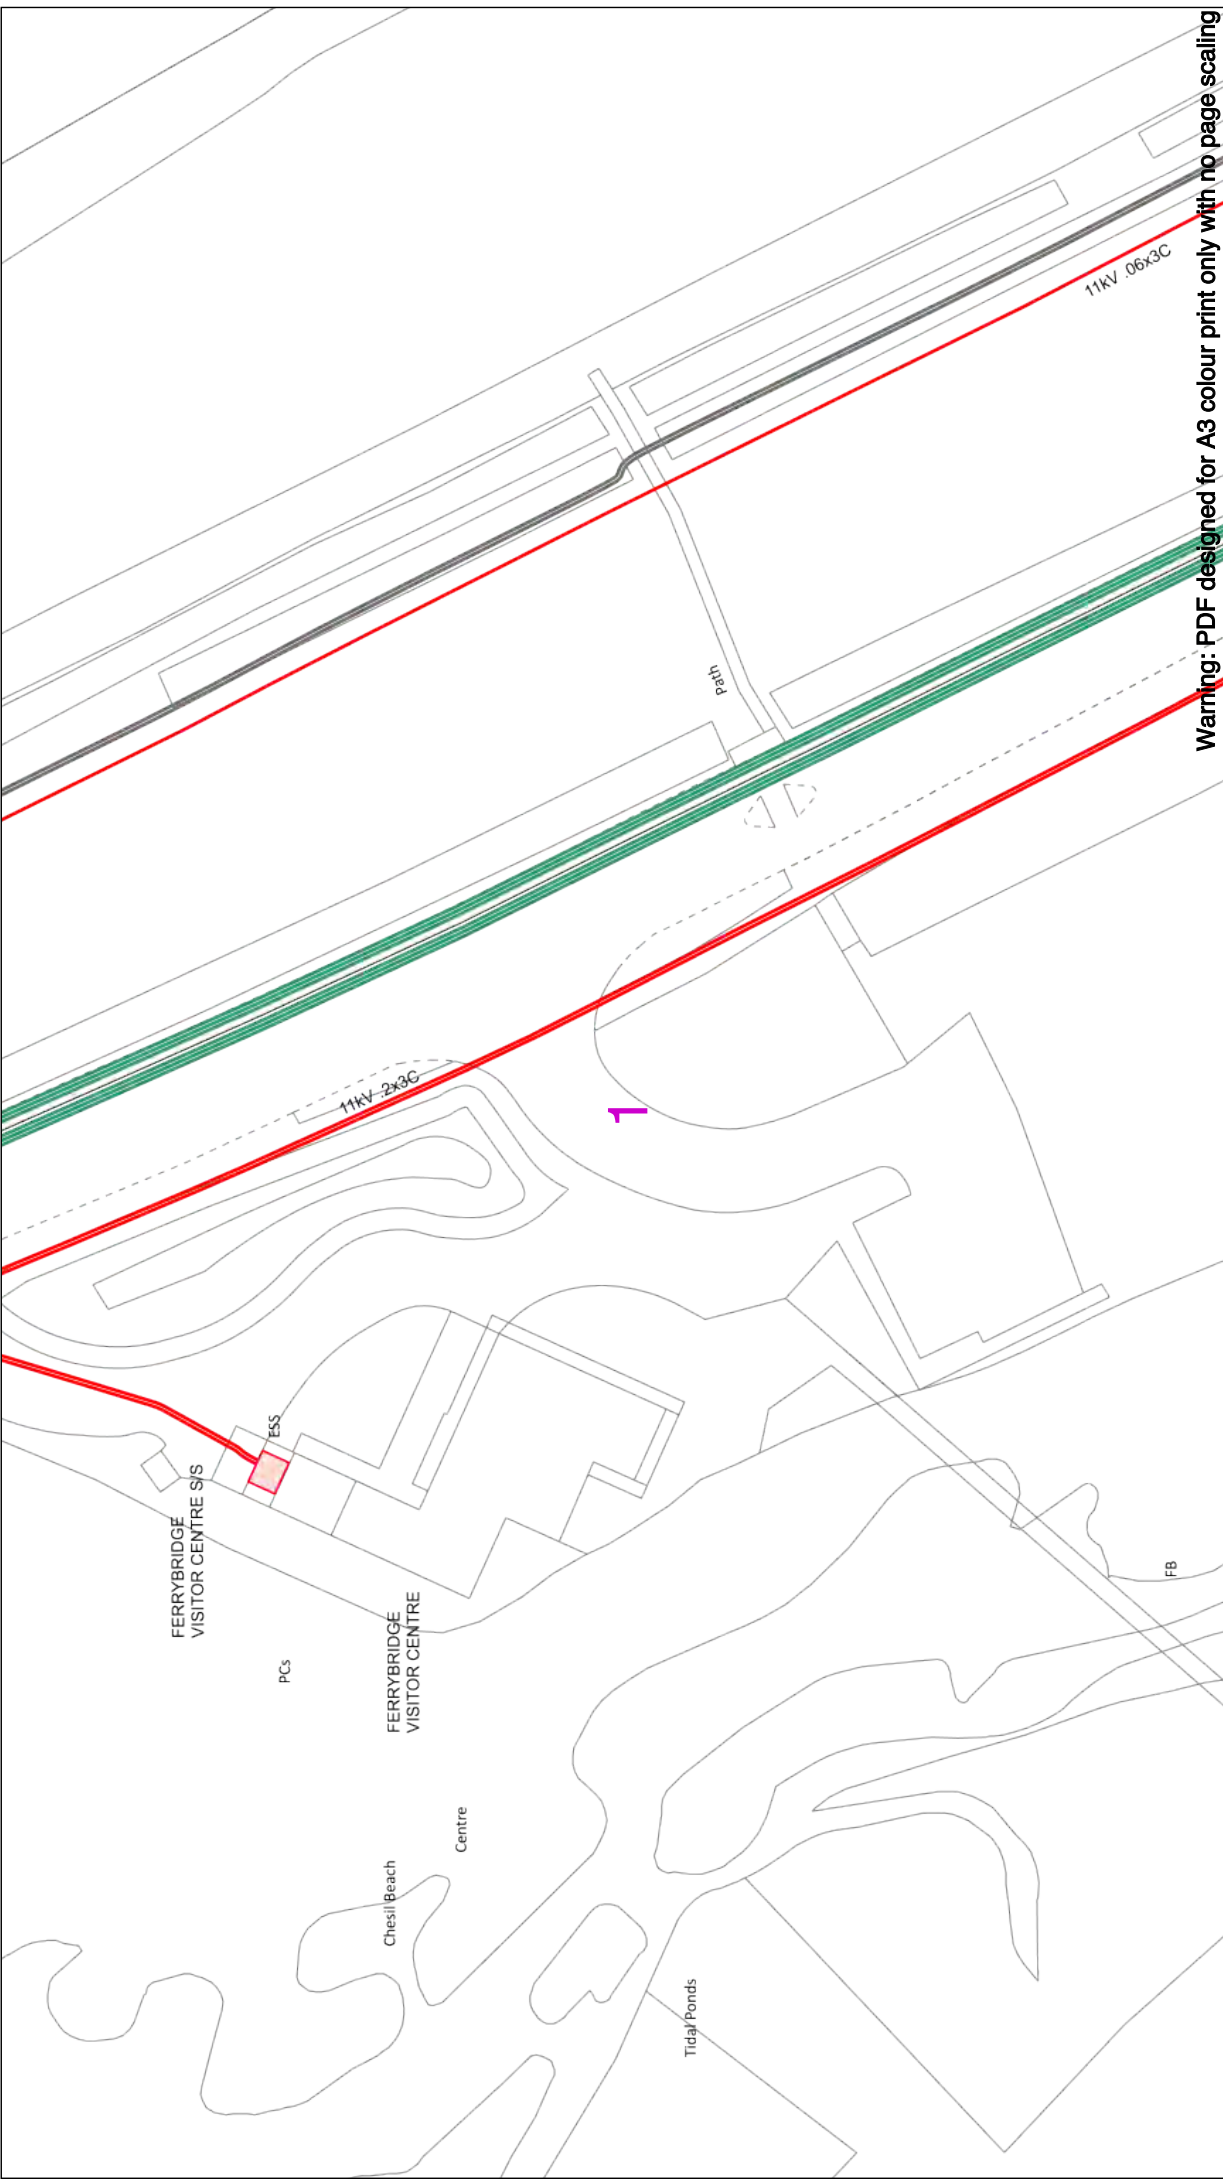 Warning: PDF designed for A3 colour print only with no page scaling
11kV .06x3C
Path
11kV .2x3C
1
ESS
FERRYBRIDGE
VISITOR CENTRE S/S
PCs
FERRYBRIDGE
VISITOR CENTRE
FB
Centre
Chesil Beach
Tidal Ponds